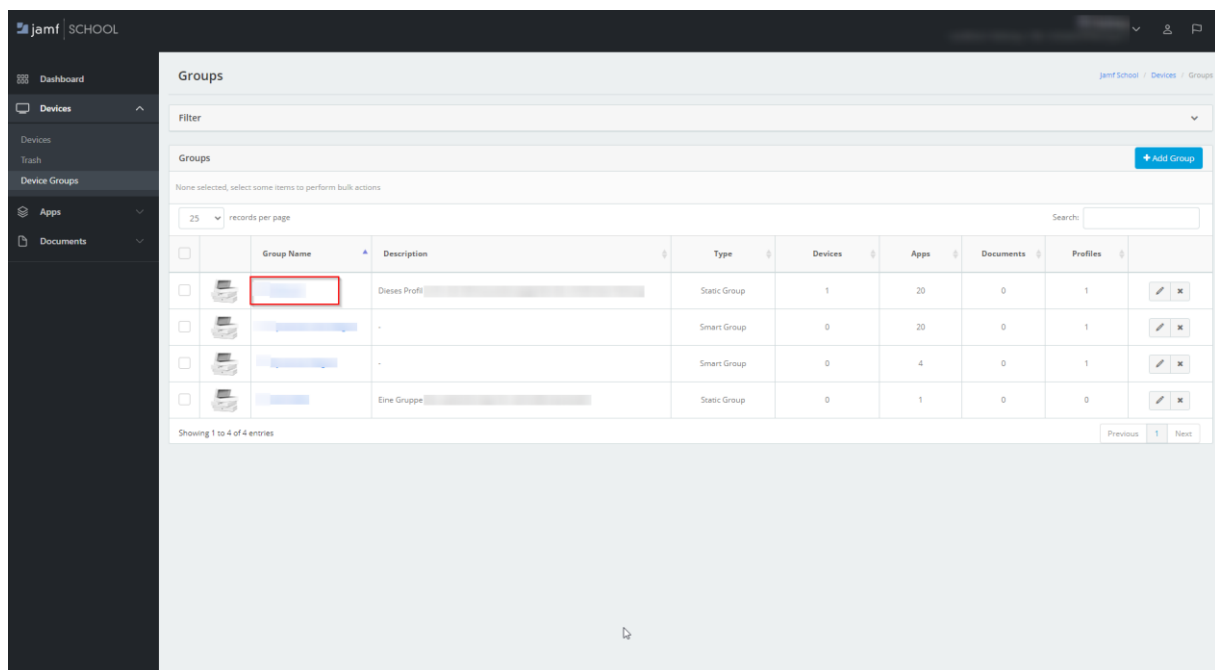 jamf SCHOOL
Dashboard
Groups
Jamf School / Devices / Groups
Devices
Filter
Devices
Trash
Groups
+ Add Group
Device Groups
None selected, select some items to perform bulk actions
Apps
25 records per page
Search:
Documents
Group Name Description Type Devices Apps Documents Profiles
Dieses Profil Static Group 1 20 0 1
- Smart Group 0 20 0 1
- Smart Group 0 4 0 1
Eine Gruppe Static Group 0 1 0 0
Showing 1 to 4 of 4 entries
Previous 1 Next